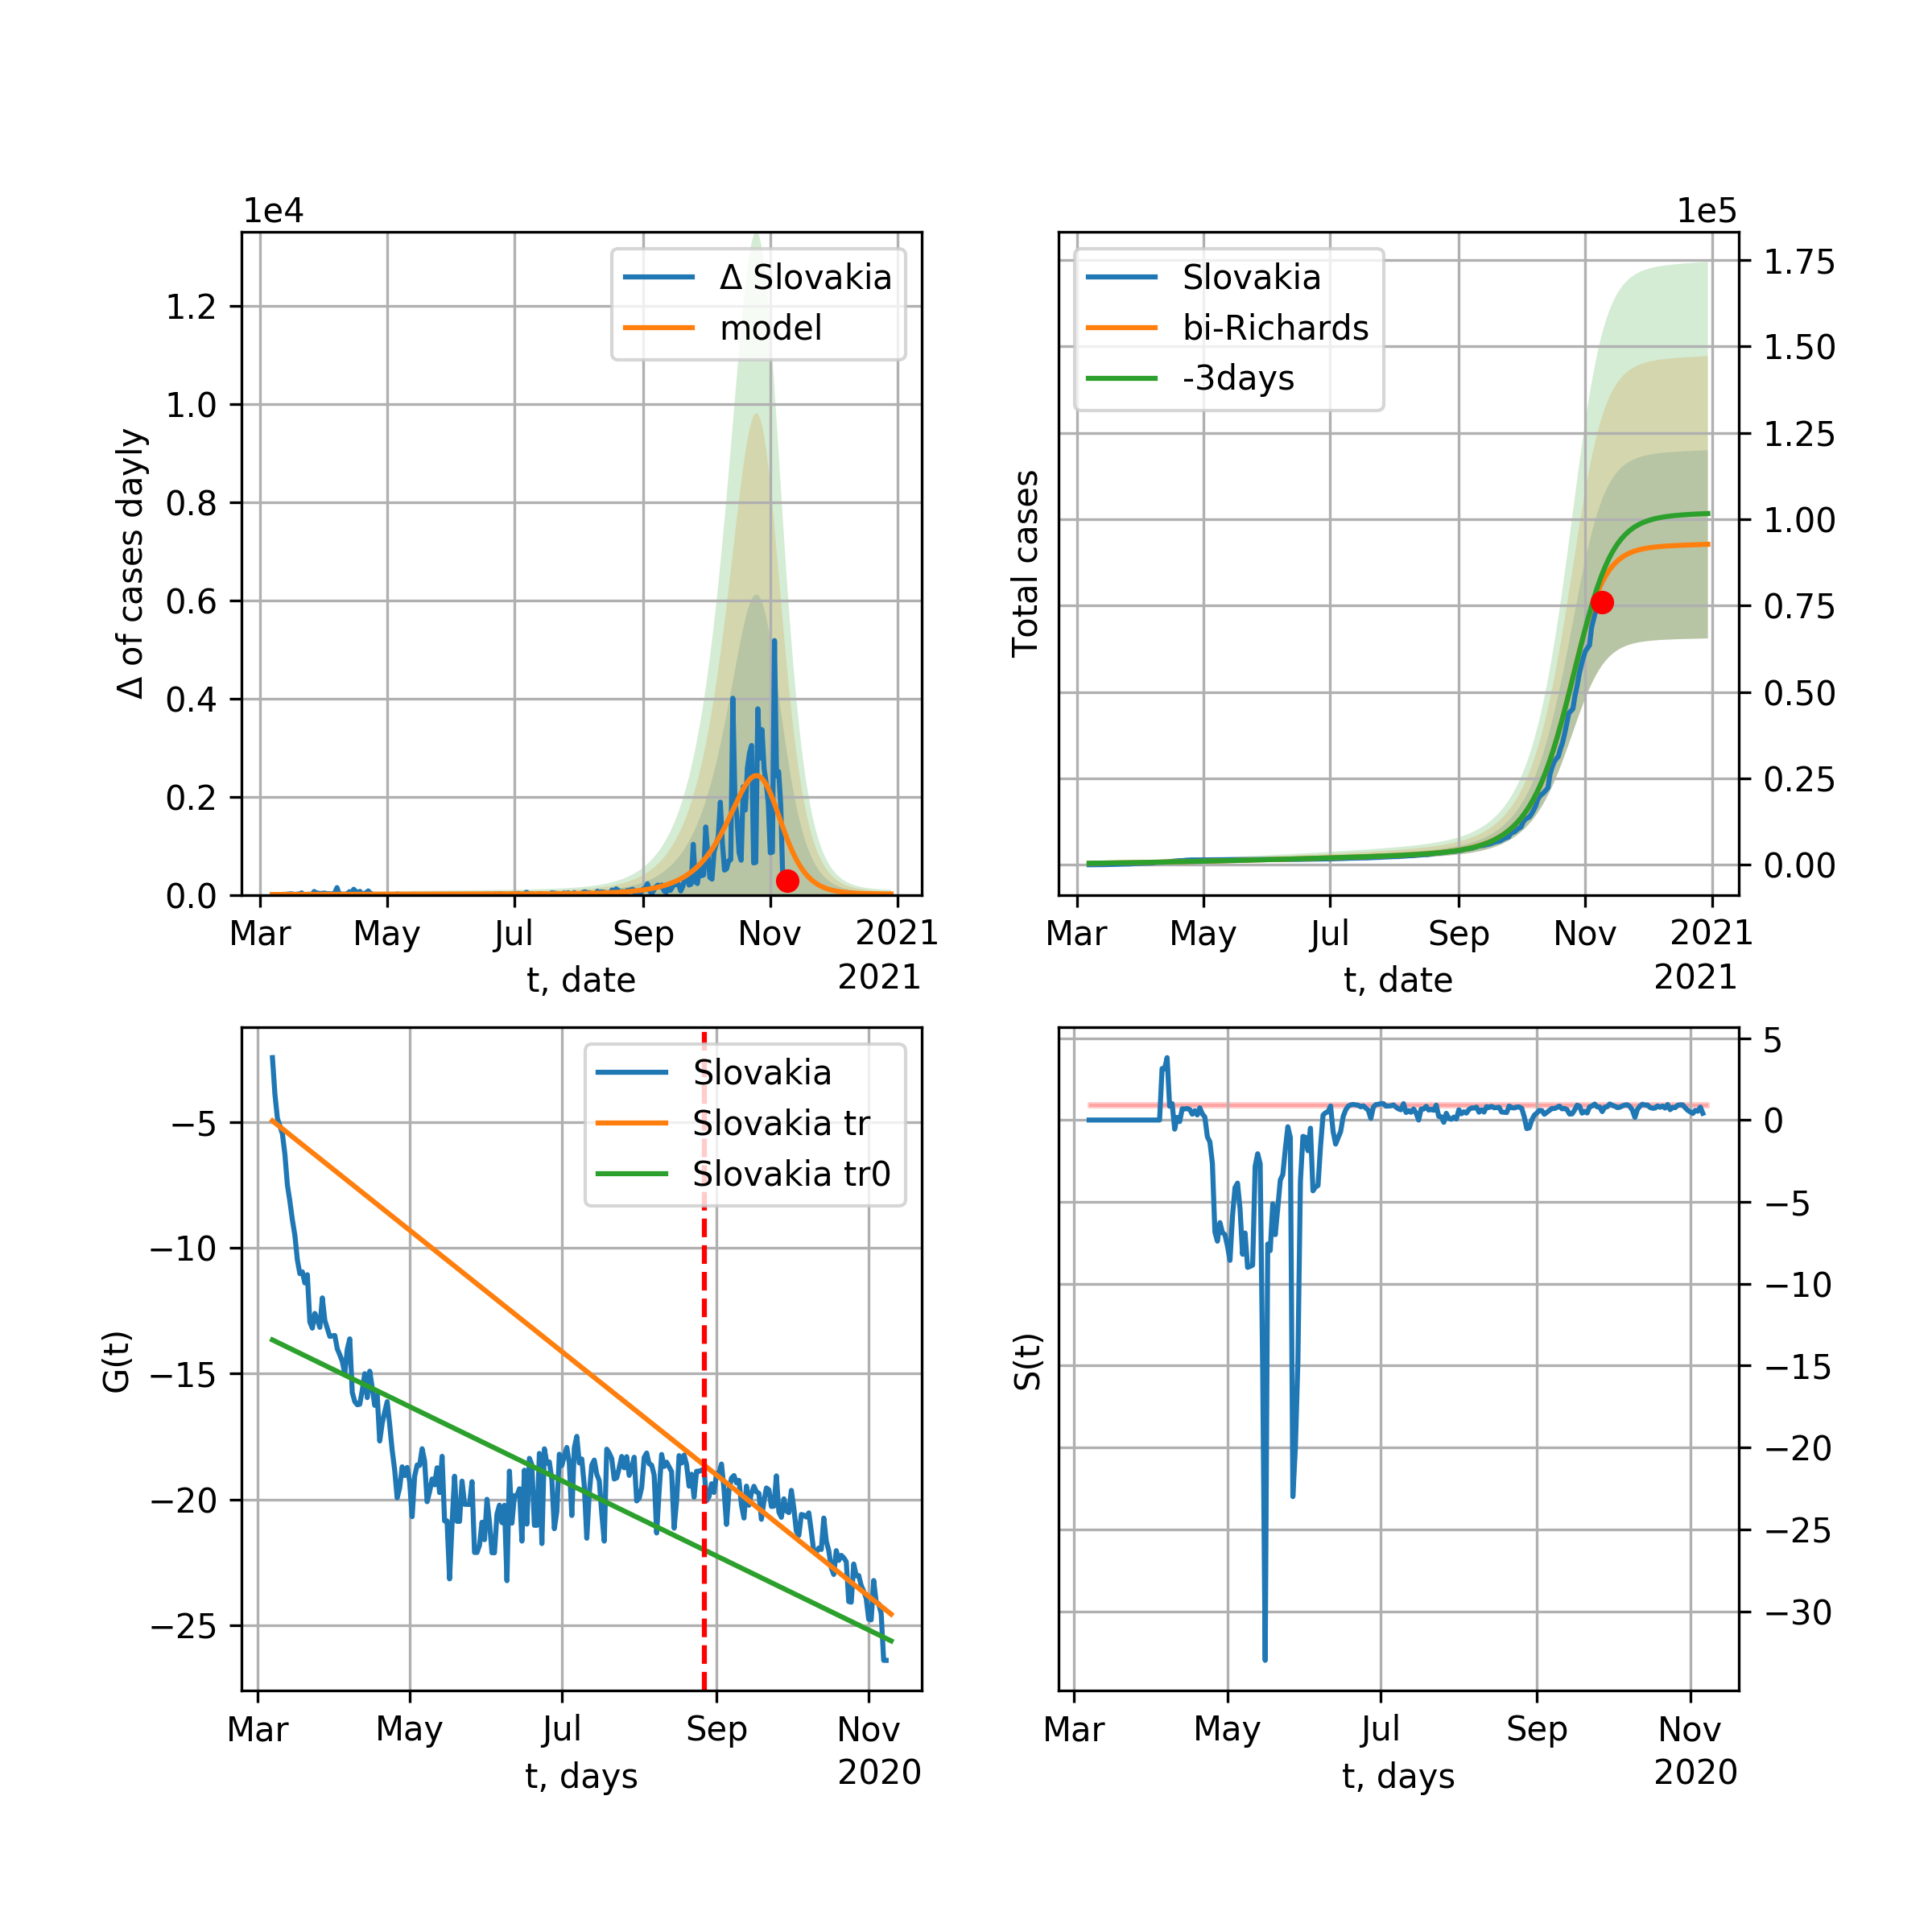 1e4
Δ of cases dayly
1.2
1.0
0.8
0.6
0.4
0.2
0.0
Δ Slovakia
model
Mar May Jul Sep Nov 2021
t, date 2021
1e5
Total cases
Slovakia
bi-Richards
-3days
1.75
1.50
1.25
1.00
0.75
0.50
0.25
0.00
Mar May Jul Sep Nov 2021
t, date 2021
G(t)
−5
−10
−15
−20
−25
Slovakia
Slovakia tr
Slovakia tr0
Mar May Jul Sep Nov
t, days 2020
S(t)
5
0
−5
−10
−15
−20
−25
−30
Mar May Jul Sep Nov
t, days 2020